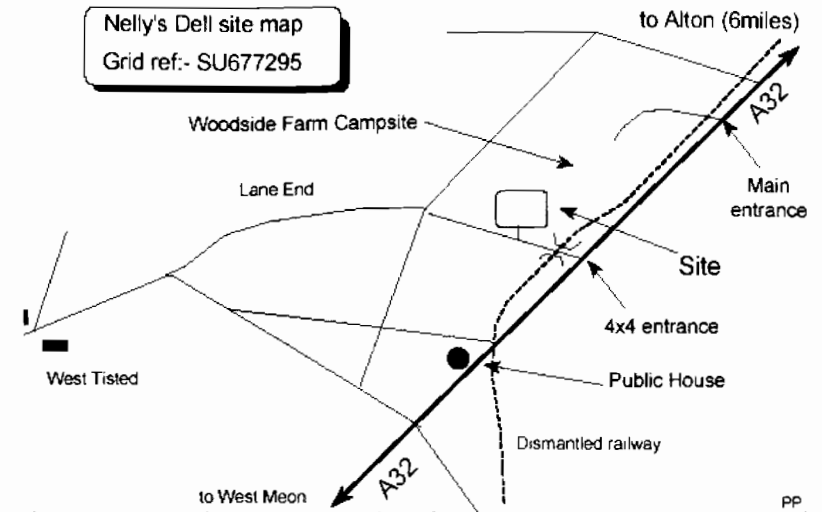 Nelly's Dell site map
Grid ref:- SU677295
to Alton (6miles)
A32
Woodside Farm Campsite
Main
entrance
Lane End
Site
4x4 entrance
West Tisted
Public House
Dismantled railway
A32
to West Meon
PP